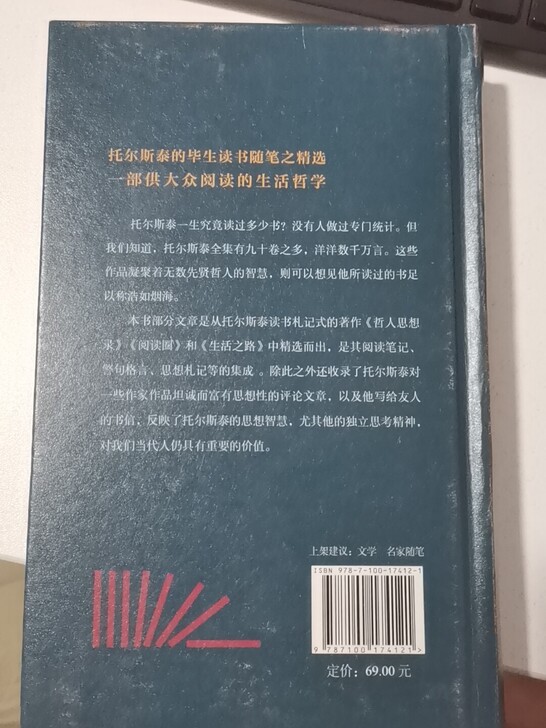 托尔斯泰的毕生读书随笔之精选
一部供大众阅读的生活哲学
托尔斯泰一生究竟读过多少书？没有人做过专门统计。但
我们知道，托尔斯泰全集有九十卷之多，洋洋数千万言。这些
作品凝聚着无数先贤哲人的智慧，则可以想见他所读过的书足
以称浩如烟海。
本书部分文章是从托尔斯泰读书札记式的著作《哲人思想
录》《阅读圈》和《生活之路》中精选而出，是其阅读笔记、
警句格言、思想札记等的集成。除此之外还收录了托尔斯泰对
一些作家作品坦诚而富有思想性的评论文章，以及他写给友人
的书信，反映了托尔斯泰的思想智慧，尤其他的独立思考精神，
对我们当代人仍具有重要的价值。
上架建议：文学 名家随笔
ISBN 978-7-100-17412-1
9 787100 174121>
定价：69.00 元